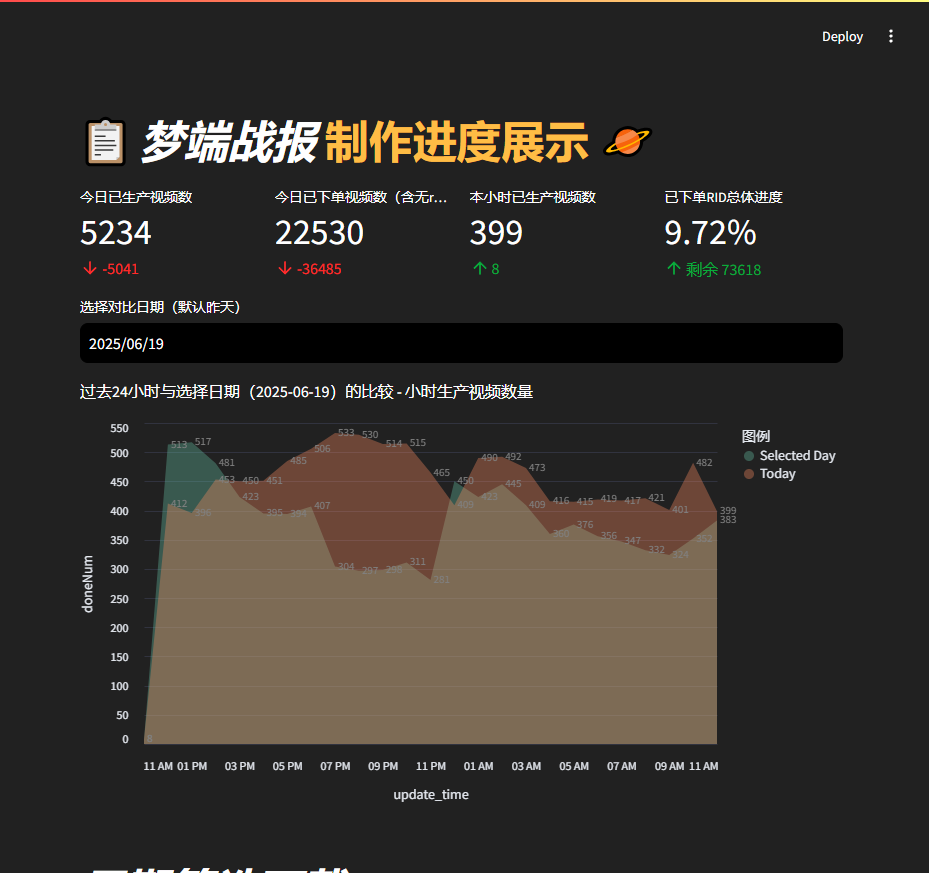 Deploy
梦端战报 制作进度展示
今日已生产视频数
5234
-5041
今日已下单视频数（含无r...
22530
-36485
本小时已生产视频数
399
8
已下单RID总体进度
9.72%
剩余 73618
选择对比日期（默认昨天）
2025/06/19
过去24小时与选择日期（2025-06-19）的比较 - 小时生产视频数量
550
500
450
400
350
300
250
200
150
100
50
0
doneNum
513 517 481 423 395 394 407 304 297 298 311 281 450 423 445 409 360 376 356 347 332 324 352 383
412 396 453 450 451 485 506 533 530 514 515 465 409 490 492 473 416 415 419 417 421 401 482 399
11 AM 01 PM 03 PM 05 PM 07 PM 09 PM 11 PM 01 AM 03 AM 05 AM 07 AM 09 AM 11 AM
update_time
图例
Selected Day
Today